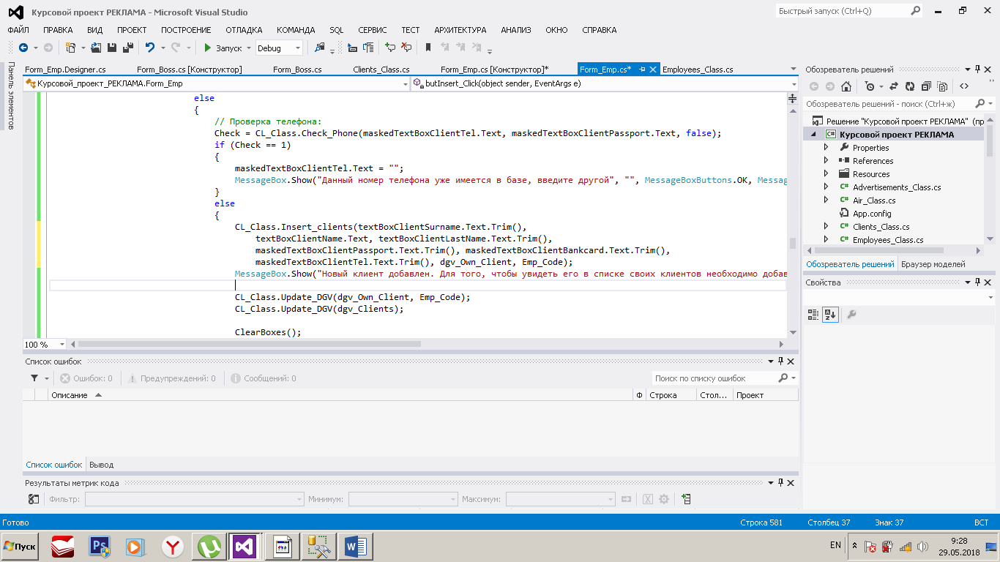 Курсовой проект РЕКЛАМА - Microsoft Visual Studio
Быстрый запуск (Ctrl+Q)
ФАЙЛ ПРАВКА ВИД ПРОЕКТ ПОСТРОЕНИЕ ОТЛАДКА КОМАНДА SQL СЕРВИС ТЕСТ АРХИТЕКТУРА АНАЛИЗ ОКНО СПРАВКА
Запуск Debug
Панель элементов
Form_Emp.Designer.cs Form_Boss.cs [Конструктор] Form_Boss.cs Clients_Class.cs Form_Emp.cs [Конструктор]* Form_Emp.cs* Employees_Class.cs
Курсовой_проект_РЕКЛАМА.Form_Emp butInsert_Click(object sender, EventArgs e)
else
{
// Проверка телефона:
Check = CL_Class.Check_Phone(maskedTextBoxClientTel.Text, maskedTextBoxClientPassport.Text, false);
if (Check == 1)
{
maskedTextBoxClientTel.Text = "";
MessageBox.Show("Данный номер телефона уже имеется в базе, введите другой", "", MessageBoxButtons.OK, Messag
}
else
{
CL_Class.Insert_clients(textBoxClientSurname.Text.Trim(),
textBoxClientName.Text, textBoxClientLastName.Text.Trim(),
maskedTextBoxClientPassport.Text.Trim(), maskedTextBoxClientBankcard.Text.Trim(),
maskedTextBoxClientTel.Text.Trim(), dgv_Own_Client, Emp_Code);
MessageBox.Show("Новый клиент добавлен. Для того, чтобы увидеть его в списке своих клиентов необходимо добав
CL_Class.Update_DGV(dgv_Own_Client, Emp_Code);
CL_Class.Update_DGV(dgv_Clients);
ClearBoxes();
100 %
Список ошибок
Ошибок: 0 Предупреждений: 0 Сообщений: 0 Поиск по списку ошибок
Описание Ф Строка Стол... Проект
Список ошибок Вывод
Результаты метрик кода
Фильтр: Минимум: Максимум:
Обозреватель решений
Обозреватель решений - поиск (Ctrl+ж)
Решение "Курсовой проект РЕКЛАМА" (пр
Курсовой проект РЕКЛАМА
Properties
References
Resources
Advertisements_Class.cs
Air_Class.cs
App.config
Clients_Class.cs
Employees_Class.cs
Обозреватель решений Браузер моделей
Свойства
Готово Строка 581 Столбец 37 Знак 37 ВСТ
Пуск EN 9:28
29.05.2018